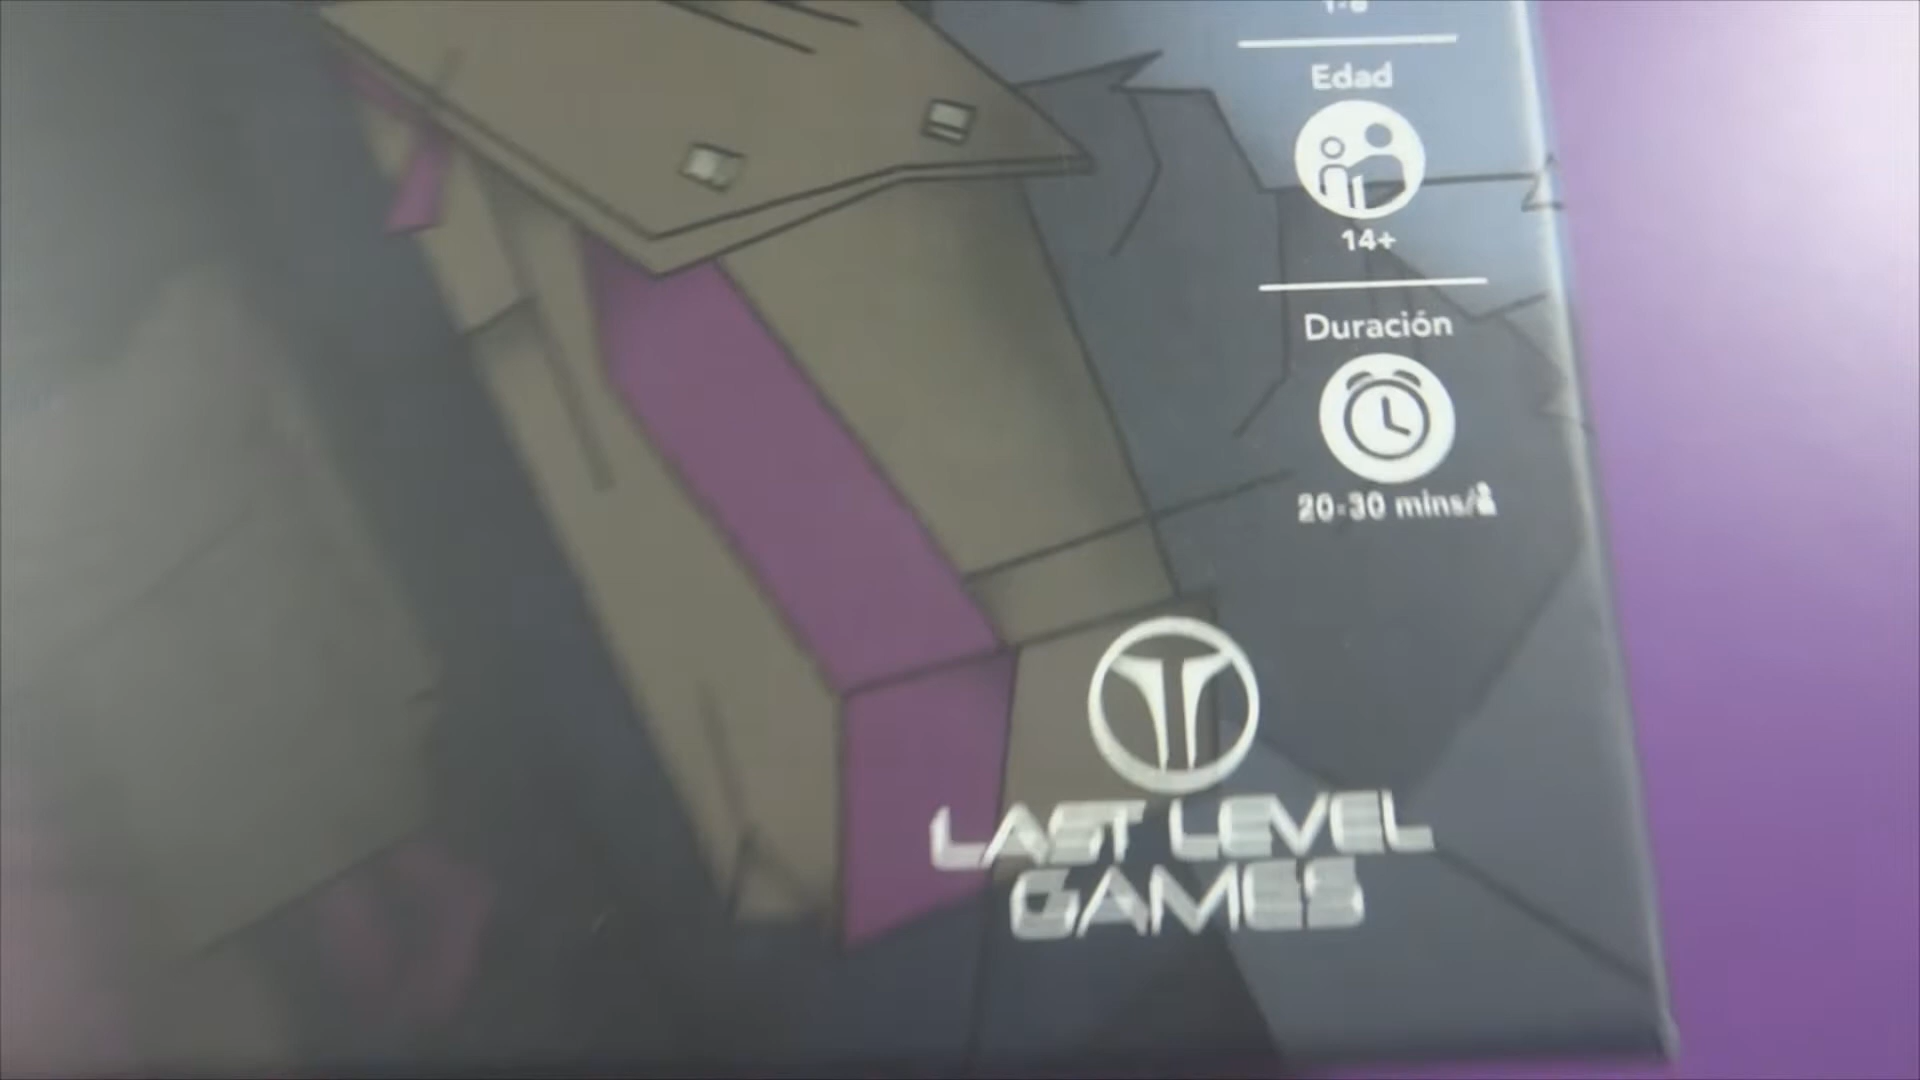 Edad
14+
Duración
20-30 mins/
LAST LEVEL
GAMES